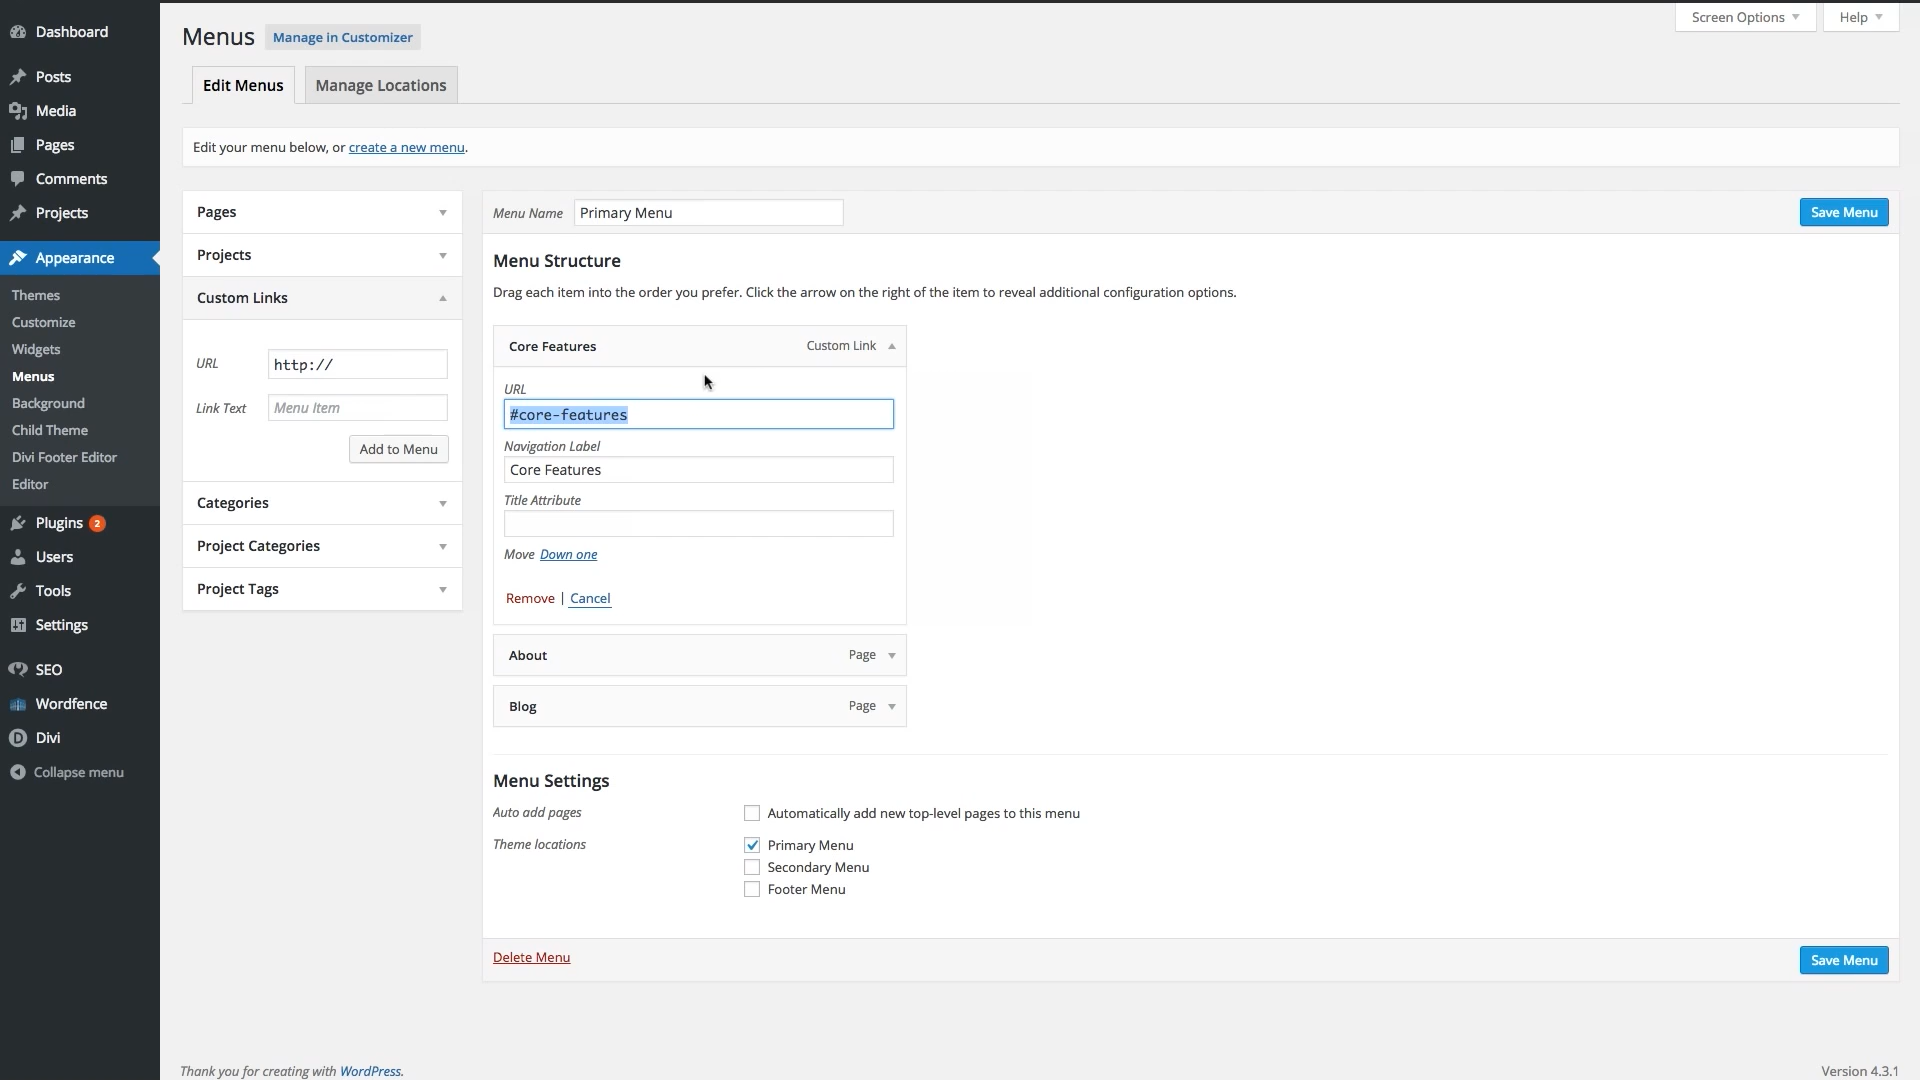 Screen Options
Help
Dashboard
Posts
Media
Pages
Comments
Projects
Appearance
Themes
Customize
Widgets
Menus
Background
Child Theme
Divi Footer Editor
Editor
Plugins 2
Users
Tools
Settings
SEO
Wordfence
Divi
Collapse menu
Menus
Manage in Customizer
Edit Menus
Manage Locations
Edit your menu below, or create a new menu.
Pages
Projects
Custom Links
URL http://
Link Text Menu Item
Add to Menu
Categories
Project Categories
Project Tags
Menu Name Primary Menu
Save Menu
Menu Structure
Drag each item into the order you prefer. Click the arrow on the right of the item to reveal additional configuration options.
Core Features Custom Link
URL
#core-features
Navigation Label
Core Features
Title Attribute
Move Down one
Remove | Cancel
About Page
Blog Page
Menu Settings
Auto add pages Automatically add new top-level pages to this menu
Theme locations Primary Menu
Secondary Menu
Footer Menu
Delete Menu
Save Menu
Thank you for creating with WordPress.
Version 4.3.1
D